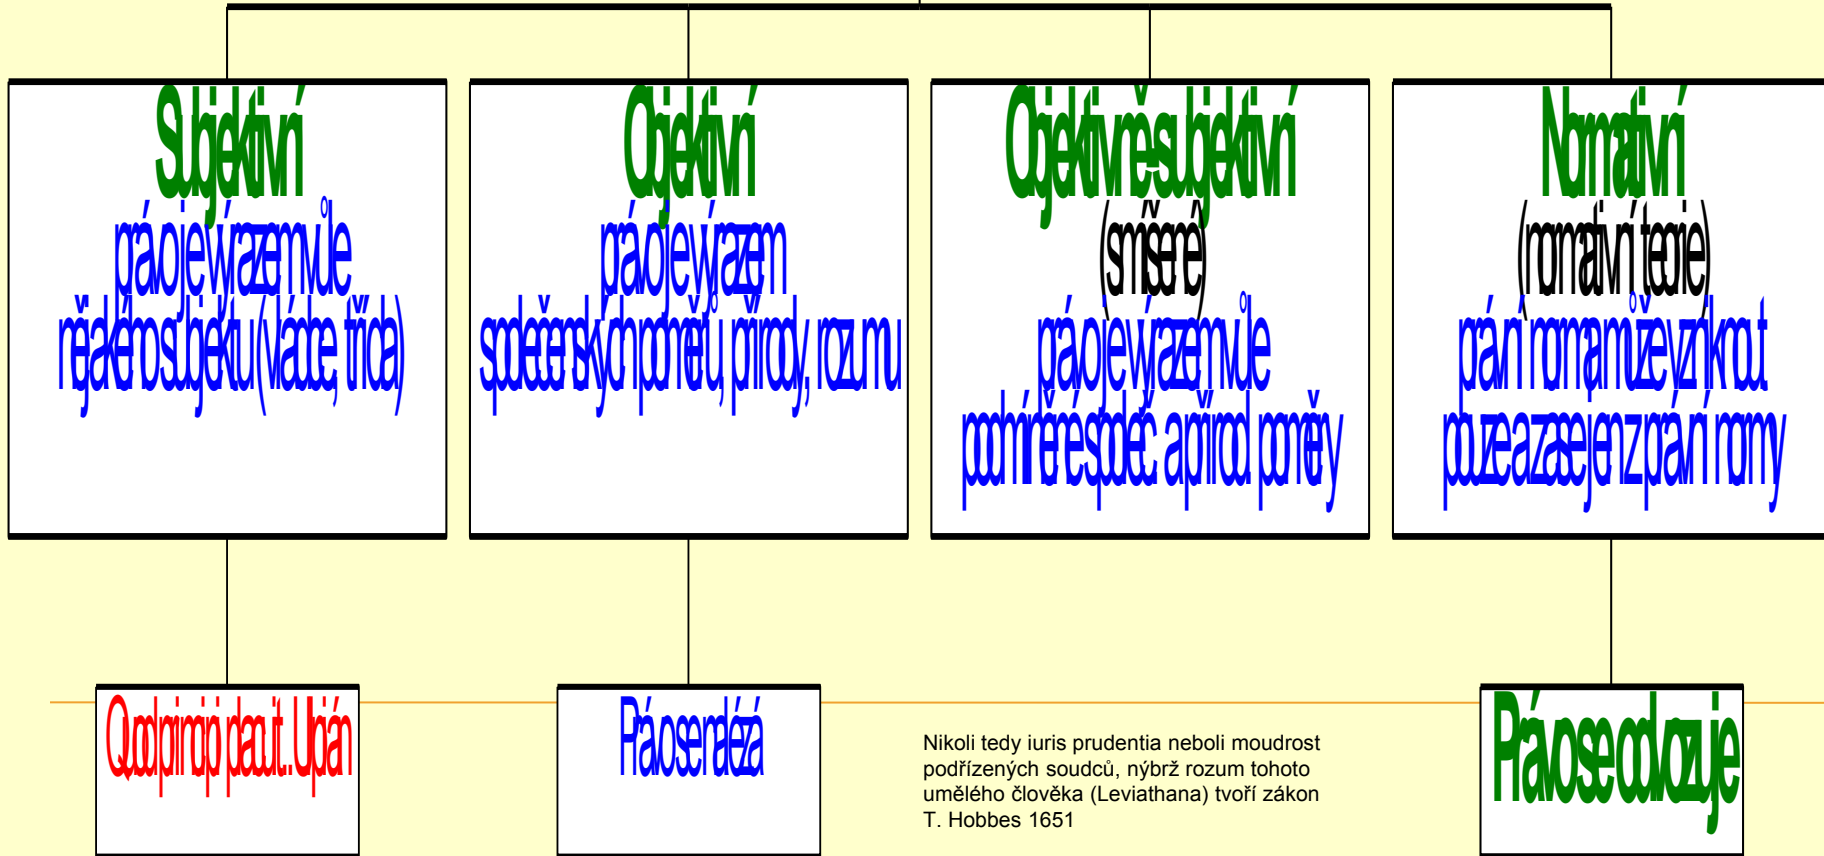 Subjektivní
právo je výrazem vůle
nějakého subjektu (vládce, třída)
Objektivní
právo je výrazem
společenských poměrů, přírody, rozumu
Objektivně-subjektivní
(smíšené)
právo je výrazem vůle
podmíněné společ. a přírod. poměry
Normativní
(normativní teorie)
právní norma může vzniknout
pouze a zase jen z právní normy
Quod principi placuit..Ulpián
Právo se nalézá
Nikoli tedy iuris prudentia neboli moudrost
podřízených soudců, nýbrž rozum tohoto
umělého člověka (Leviathana) tvoří zákon
T. Hobbes 1651
Právo se odvozuje